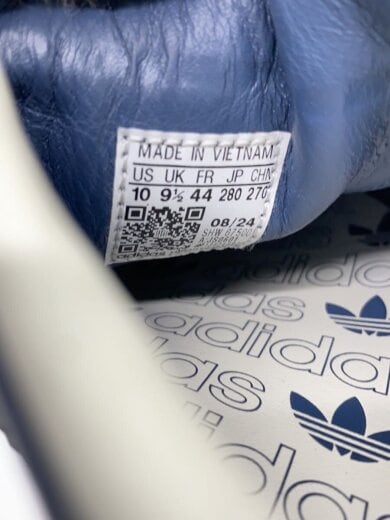 MADE IN VIETNAM
US UK FR JP CHN
10 9½ 44 280 270
08/24
adidas
adidas
adidas
adidas
adidas